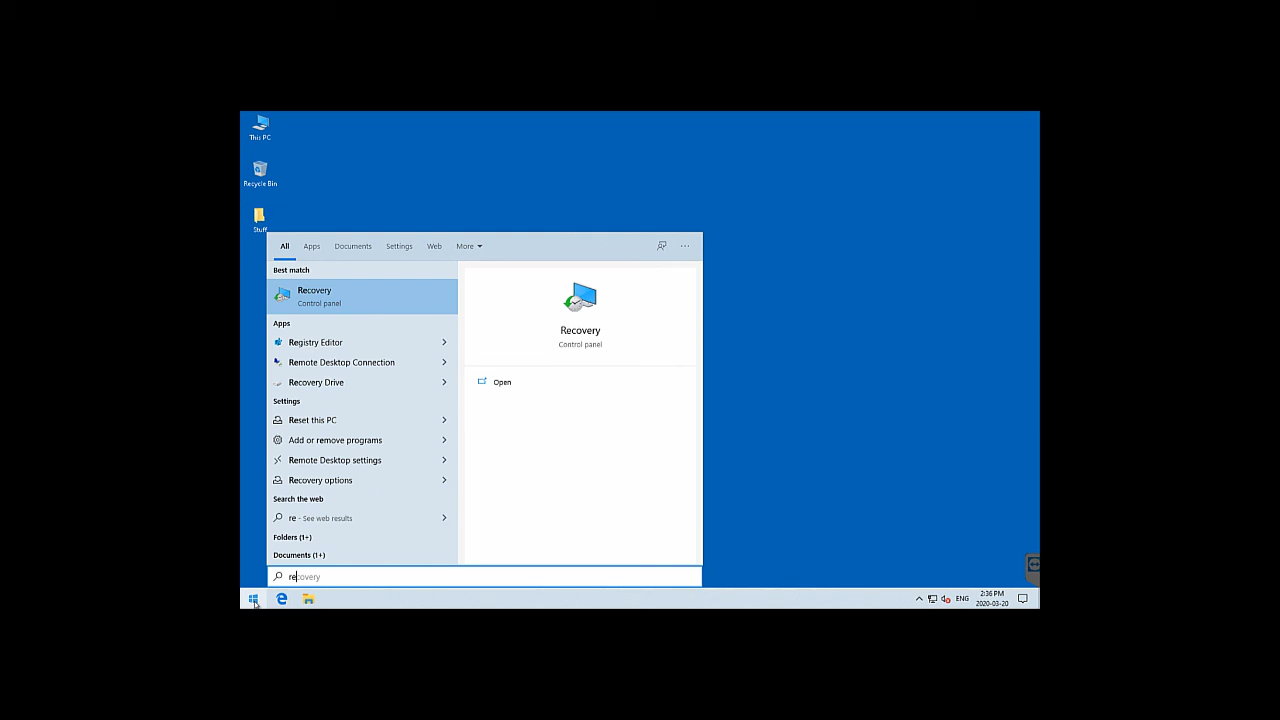 This PC
Recycle Bin
Stuff
All Apps Documents Settings Web More
Best match
Recovery
Control panel
Apps
Registry Editor
Remote Desktop Connection
Recovery Drive
Settings
Reset this PC
Add or remove programs
Remote Desktop settings
Recovery options
Search the web
re - See web results
Folders (1+)
Documents (1+)
Recovery
Control panel
Open
recovery
ENG
2:36 PM
2020-03-20